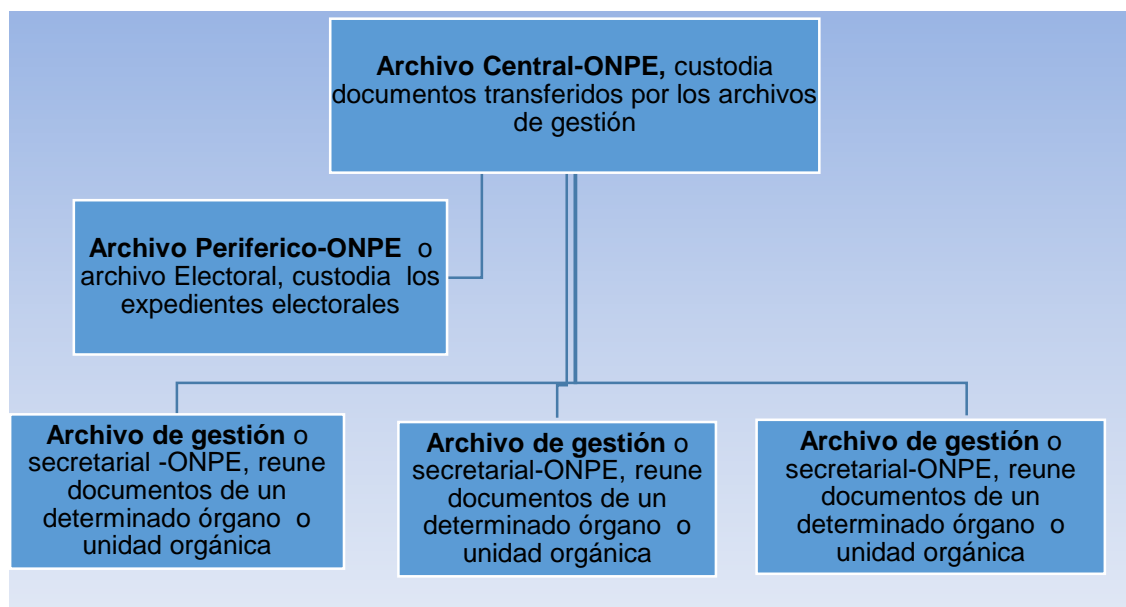 Archivo Central-ONPE, custodia
documentos transferidos por los archivos
de gestión
Archivo Periferico-ONPE o
archivo Electoral, custodia los
expedientes electorales
Archivo de gestión o
secretarial -ONPE, reune
documentos de un
determinado órgano o
unidad orgánica
Archivo de gestión o
secretarial-ONPE, reune
documentos de un
determinado órgano o
unidad orgánica
Archivo de gestión o
secretarial-ONPE, reune
documentos de un
determinado órgano o
unidad orgánica